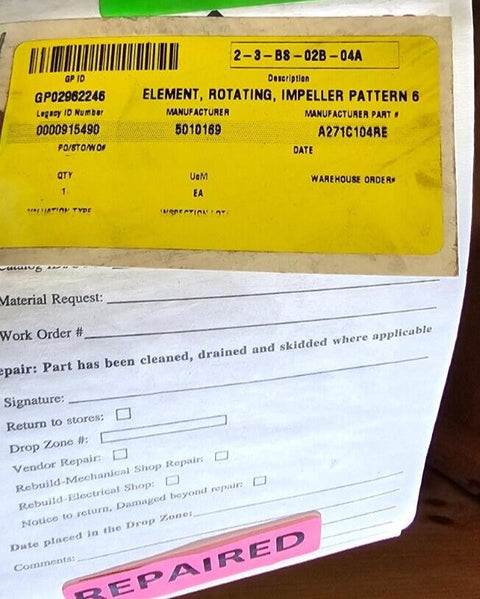 2-3-BS-02B-04A
GP ID Description
GP02962246 ELEMENT, ROTATING, IMPELLER PATTERN 6
Legacy ID Number MANUFACTURER MANUFACTURER PART #
0000915490 5010169 A271C104RE
PO/STO/WO# DATE
QTY UoM WAREHOUSE ORDER#
1 EA
VALUATION TYPE INSPECTION LOT
Material Request:
Work Order #
epair: Part has been cleaned, drained and skidded where applicable
Signature:
Return to stores:
Drop Zone #:
Vendor Repair:
Rebuild-Mechanical Shop Repair:
Rebuild-Electrical Shop:
Notice to return, Damaged beyond repair:
Date placed in the Drop Zone:
Comments:
REPAIRED